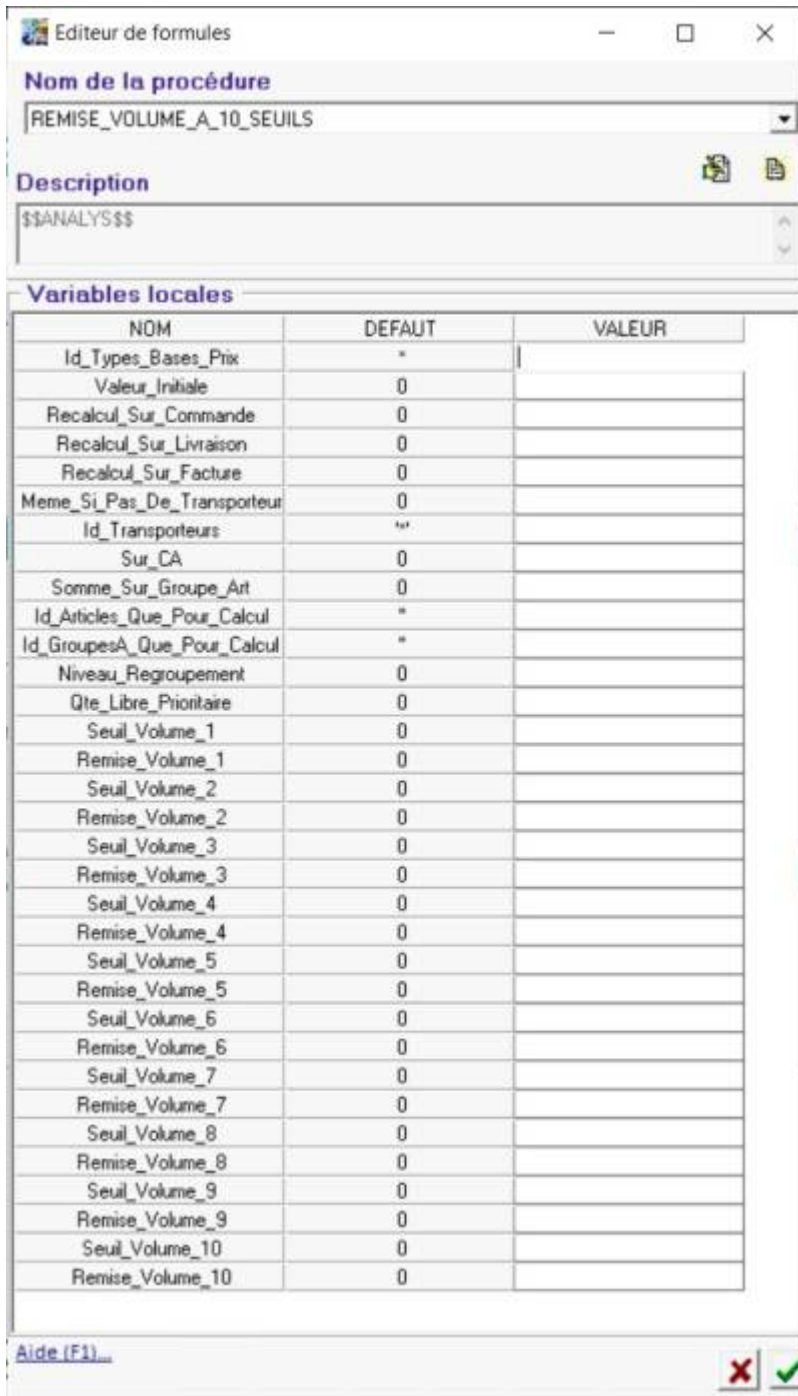 Editeur de formules
Nom de la procédure
REMISE_VOLUME_A_10_SEUILS
Description
$$ANALYS$$
Variables locales
NOM DEFAUT VALEUR
Id_Types_Bases_Prix
Valeur_Initiale 0
Recalcul_Sur_Commande 0
Recalcul_Sur_Livraison 0
Recalcul_Sur_Facture 0
Meme_Si_Pas_De_Transporteur 0
Id_Transporteurs
Sur_CA 0
Somme_Sur_Groupe_Art 0
Id_Articles_Que_Pour_Calcul
Id_GroupesA_Que_Pour_Calcul
Niveau_Regroupement 0
Qte_Libre_Prioritaire 0
Seuil_Volume_1 0
Remise_Volume_1 0
Seuil_Volume_2 0
Remise_Volume_2 0
Seuil_Volume_3 0
Remise_Volume_3 0
Seuil_Volume_4 0
Remise_Volume_4 0
Seuil_Volume_5 0
Remise_Volume_5 0
Seuil_Volume_6 0
Remise_Volume_6 0
Seuil_Volume_7 0
Remise_Volume_7 0
Seuil_Volume_8 0
Remise_Volume_8 0
Seuil_Volume_9 0
Remise_Volume_9 0
Seuil_Volume_10 0
Remise_Volume_10 0
Aide (F1)...